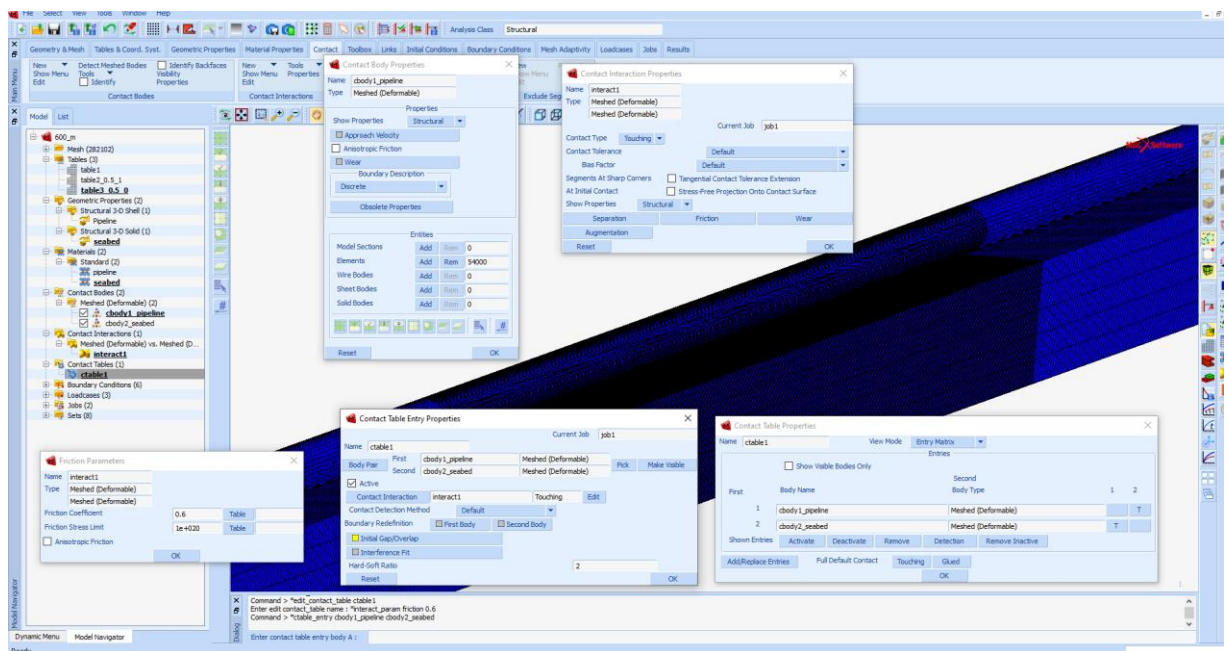 File Select View Tools Window Help
Analysis Class Structural
Geometry & Mesh Tables & Coord. Syst. Geometric Properties Material Properties Contact Toolbox Links Initial Conditions Boundary Conditions Mesh Adaptivity Loadcases Jobs Results
New Detect Meshed Bodies Identify Backfaces New Tools
Show Menu Tools Visibility Show Menu Properties
Edit Identify Properties Edit
Contact Bodies Contact Interactions Exclude Seg
Main Menu
Model List
600_m
Mesh (282102)
Tables (3)
table1
table2_0.5_1
table3_0.5_0
Geometric Properties (2)
Structural 3-D Shell (1)
Pipeline
Structural 3-D Solid (1)
seabed
Materials (2)
Standard (2)
pipeline
seabed
Contact Bodies (2)
Meshed (Deformable) (2)
cbody1_pipeline
cbody2_seabed
Contact Interactions (1)
Meshed (Deformable) vs. Meshed (D...
interact1
Contact Tables (1)
ctable1
Boundary Conditions (6)
Loadcases (3)
Jobs (2)
Sets (8)
Contact Body Properties
Name cbody1_pipeline
Type Meshed (Deformable)
Properties
Show Properties Structural
Approach Velocity
Anisotropic Friction
Wear
Boundary Description
Discrete
Obsolete Properties
Entities
Model Sections Add Rem 0
Elements Add Rem 54000
Wire Bodies Add Rem 0
Sheet Bodies Add Rem 0
Solid Bodies Add Rem 0
Reset OK
Contact Interaction Properties
Name interact1
Type Meshed (Deformable)
Meshed (Deformable)
Current Job job1
Contact Type Touching
Contact Tolerance Default
Bias Factor Default
Segments At Sharp Corners Tangential Contact Tolerance Extension
At Initial Contact Stress-Free Projection Onto Contact Surface
Show Properties Structural
Separation Friction Wear
Augmentation
Reset OK
MSC Software
Friction Parameters
Name interact1
Type Meshed (Deformable)
Meshed (Deformable)
Friction Coefficient 0.6 Table
Friction Stress Limit 1e+020 Table
Anisotropic Friction
OK
Contact Table Entry Properties
Current Job job1
Name ctable1
Body Pair First cbody1_pipeline Meshed (Deformable) Pick Make Visible
Second cbody2_seabed Meshed (Deformable)
Active
Contact Interaction interact1 Touching Edit
Contact Detection Method Default
Boundary Redefinition First Body Second Body
Initial Gap/Overlap
Interference Fit
Hard-Soft Ratio 2
Reset OK
Contact Table Properties
Name ctable1 View Mode Entry Matrix
Entries
Show Visible Bodies Only
Second
First Body Name Body Type 1 2
1 cbody1_pipeline Meshed (Deformable) T
2 cbody2_seabed Meshed (Deformable) T
Shown Entries Activate Deactivate Remove Detection Remove Inactive
Add/Replace Entries Full Default Contact Touching Glued
OK
Model Navigator
Dialog
Command > *edit_contact_table ctable1
Enter edit contact_table name : *interact_param friction 0.6
Command > *ctable_entry cbody1_pipeline cbody2_seabed
Enter contact table entry body A :
Dynamic Menu Model Navigator
Ready